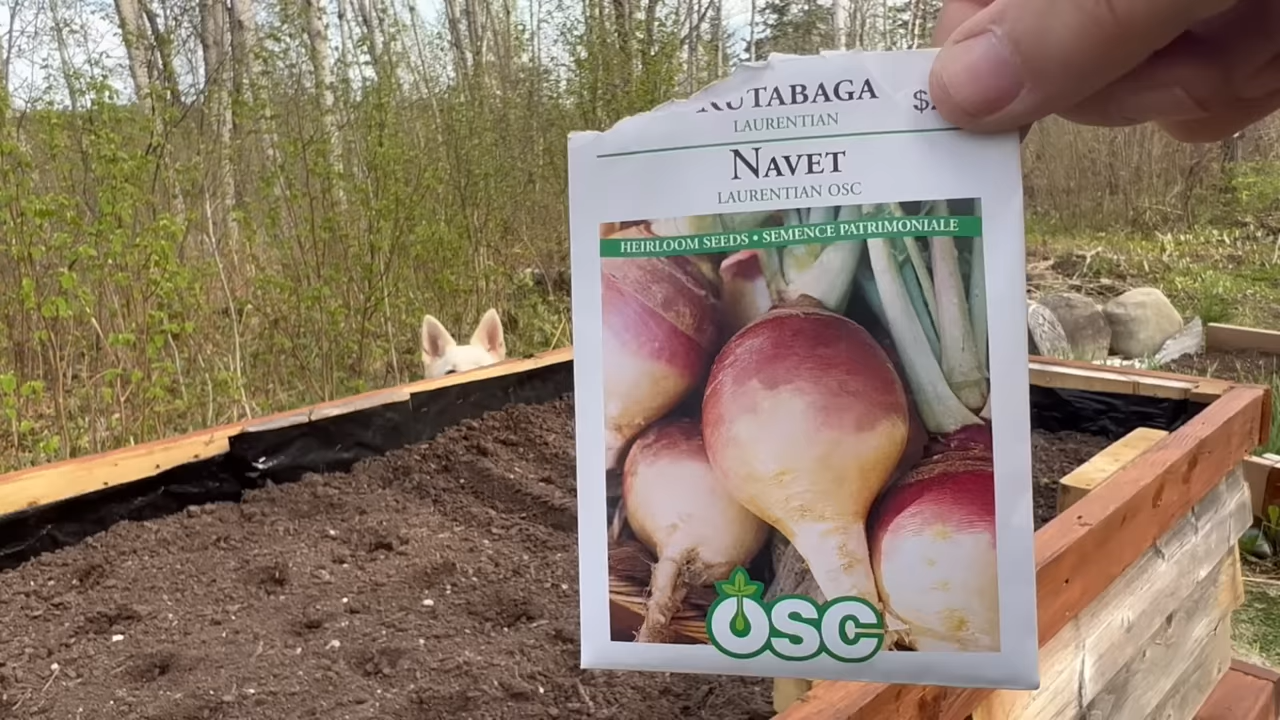 RUTABAGA
$
LAURENTIAN
NAVET
LAURENTIAN OSC
HEIRLOOM SEEDS • SEMENCE PATRIMONIALE
OSC